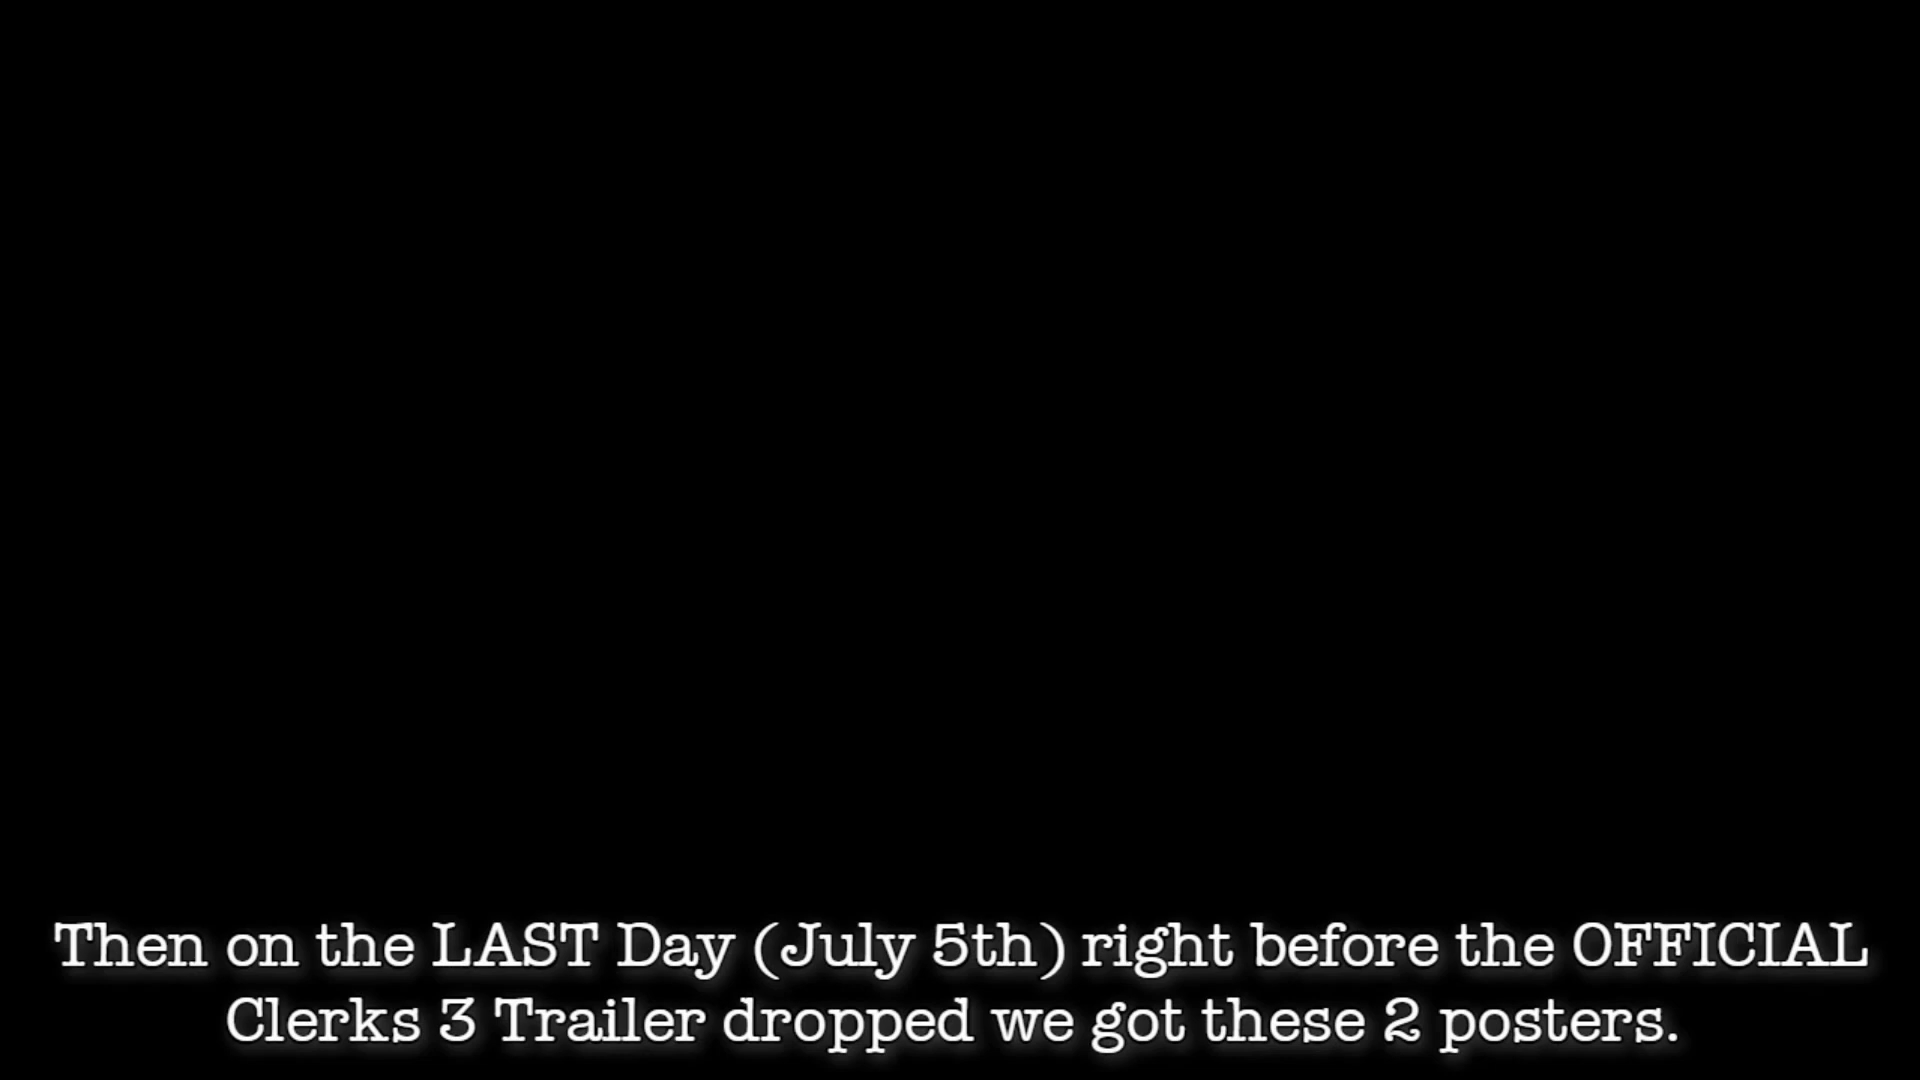 Then on the LAST Day (July 5th) right before the OFFICIAL
Clerks 3 Trailer dropped we got these 2 posters.